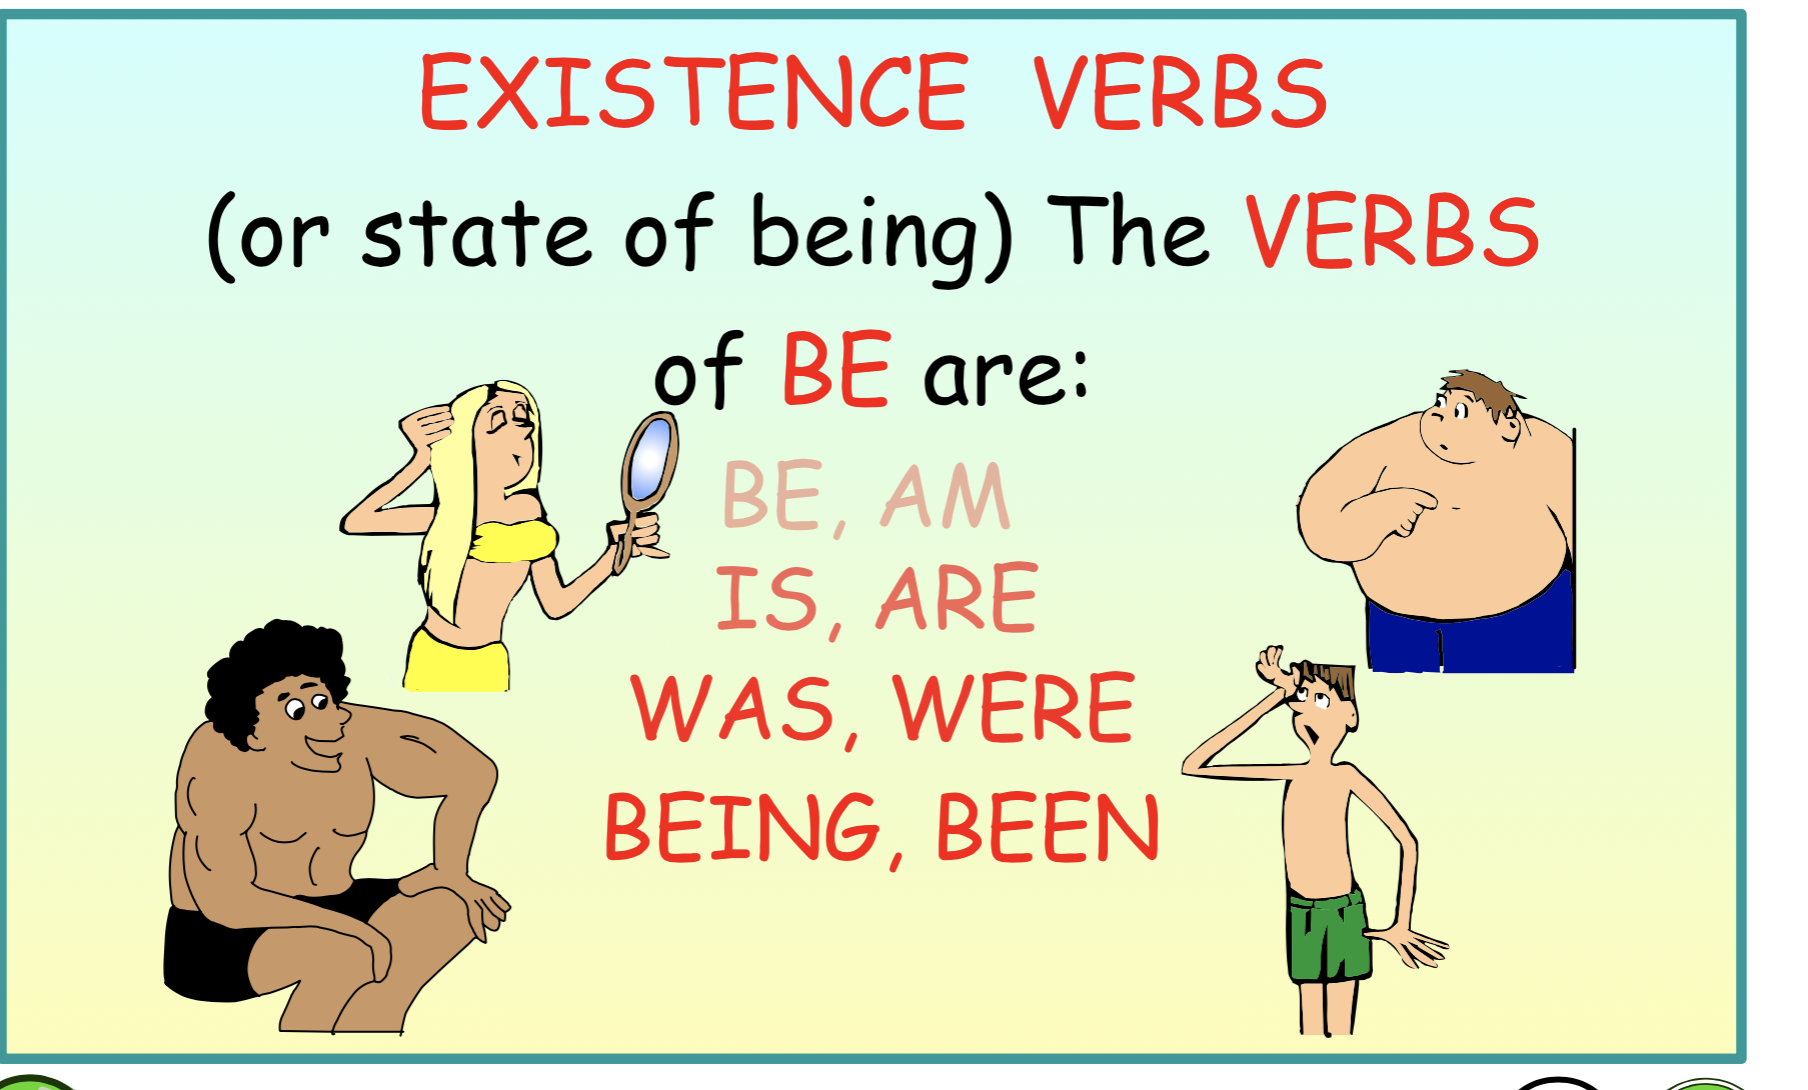 EXISTENCE VERBS
(or state of being) The VERBS
of BE are:
BE, AM
IS, ARE
WAS, WERE
BEING, BEEN